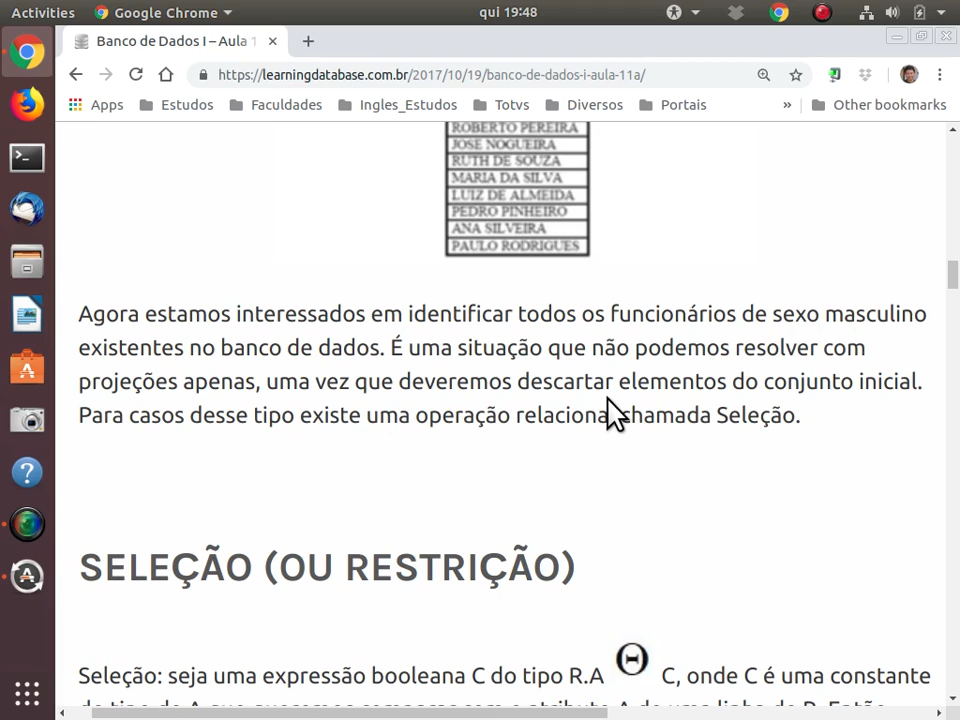 Activities Google Chrome qui 19:48
Banco de Dados I – Aula 1
https://learningdatabase.com.br/2017/10/19/banco-de-dados-i-aula-11a/
Apps Estudos Faculdades Ingles_Estudos Totvs Diversos Portais » Other bookmarks
ROBERTO PEREIRA
JOSE NOGUEIRA
RUTH DE SOUZA
MARIA DA SILVA
LUIZ DE ALMEIDA
PEDRO PINHEIRO
ANA SILVEIRA
PAULO RODRIGUES
Agora estamos interessados em identificar todos os funcionários de sexo masculino
existentes no banco de dados. É uma situação que não podemos resolver com
projeções apenas, uma vez que deveremos descartar elementos do conjunto inicial.
Para casos desse tipo existe uma operação relaciona chamada Seleção.
SELEÇÃO (OU RESTRIÇÃO)
Seleção: seja uma expressão booleana C do tipo R.A Θ C, onde C é uma constante